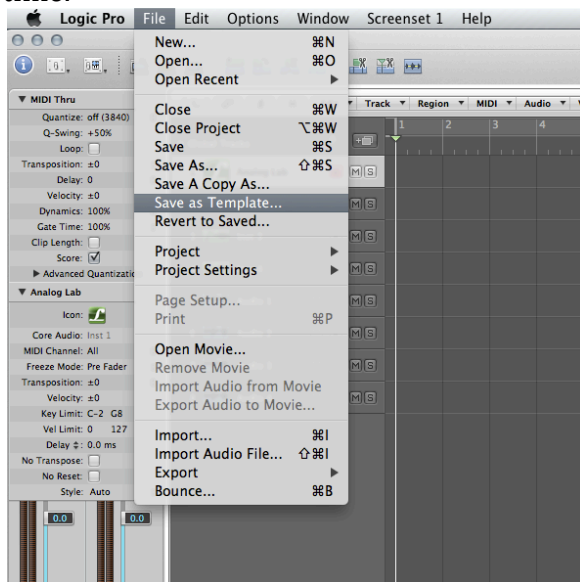 Logic Pro File Edit Options Window Screenset 1 Help
New... ⌘N
Open... ⌘O
Open Recent ▶
Close ⌘W
Close Project ⌥⌘W
Save ⌘S
Save As... ⇧⌘S
Save A Copy As...
Save as Template...
Revert to Saved...
Project ▶
Project Settings ▶
Page Setup...
Print ⌘P
Open Movie...
Remove Movie
Import Audio from Movie
Export Audio to Movie...
Import... ⌘I
Import Audio File... ⇧⌘I
Export ▶
Bounce... ⌘B
▼ MIDI Thru
Quantize: off (3840)
Q-Swing: +50%
Loop:
Transposition: ±0
Delay: 0
Velocity: ±0
Dynamics: 100%
Gate Time: 100%
Clip Length:
Score:
▶ Advanced Quantizatio
▼ Analog Lab
Icon:
Core Audio: Inst 1
MIDI Channel: All
Freeze Mode: Pre Fader
Transposition: ±0
Velocity: ±0
Key Limit: C-2 G8
Vel Limit: 0 127
Delay: 0.0 ms
No Transpose:
No Reset:
Style: Auto
0.0 0.0
Track ▼ Region ▼ MIDI ▼ Audio ▼
1 2 3 4
M S
M S
M S
M S
M S
M S
M S
M S